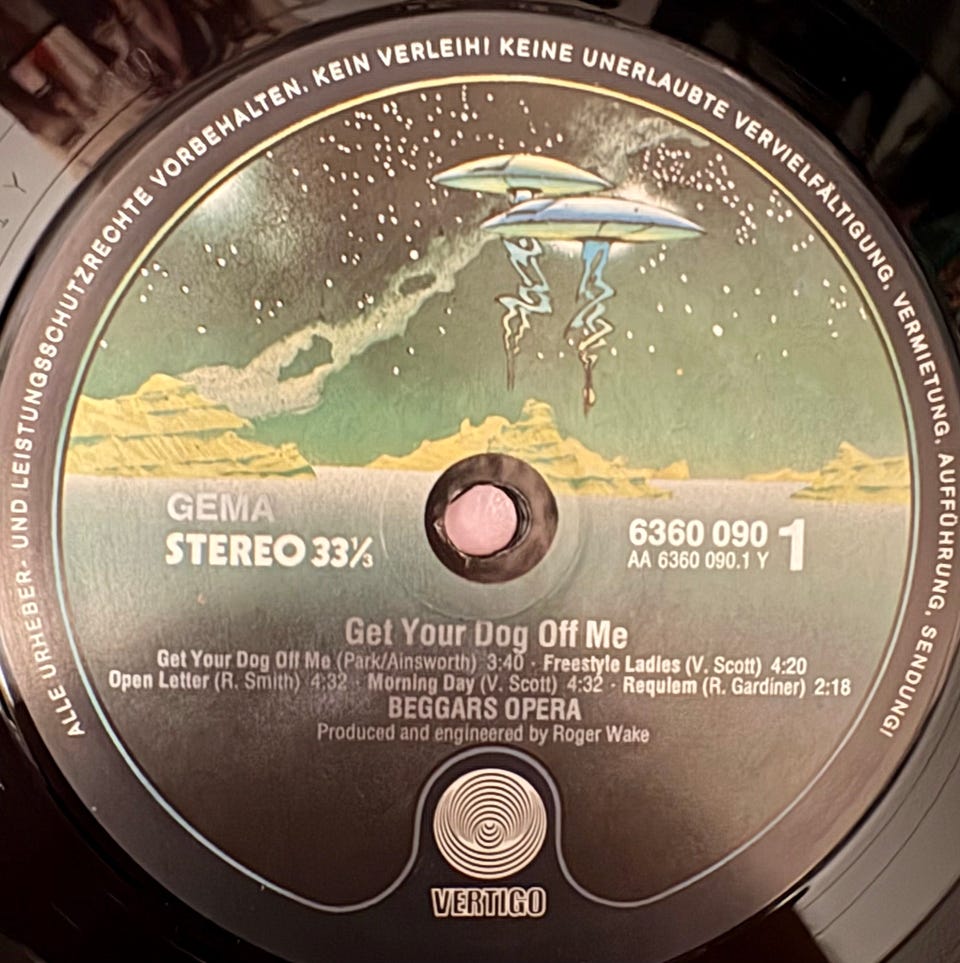 ALLE URHEBER- UND LEISTUNGSSCHUTZRECHTE VORBEHALTEN. KEIN VERLEIH! KEINE UNERLAUBTE VERVIELFÄLTIGUNG, VERMIETUNG, AUFFÜHRUNG, SENDUNG!
GEMA
STEREO 33⅓
6360 090 1
AA 6360 090.1 Y
Get Your Dog Off Me
Get Your Dog Off Me (Park/Ainsworth) 3:40 · Freestyle Ladies (V. Scott) 4:20
Open Letter (R. Smith) 4:32 · Morning Day (V. Scott) 4:32 · Requiem (R. Gardiner) 2:18
BEGGARS OPERA
Produced and engineered by Roger Wake
VERTIGO